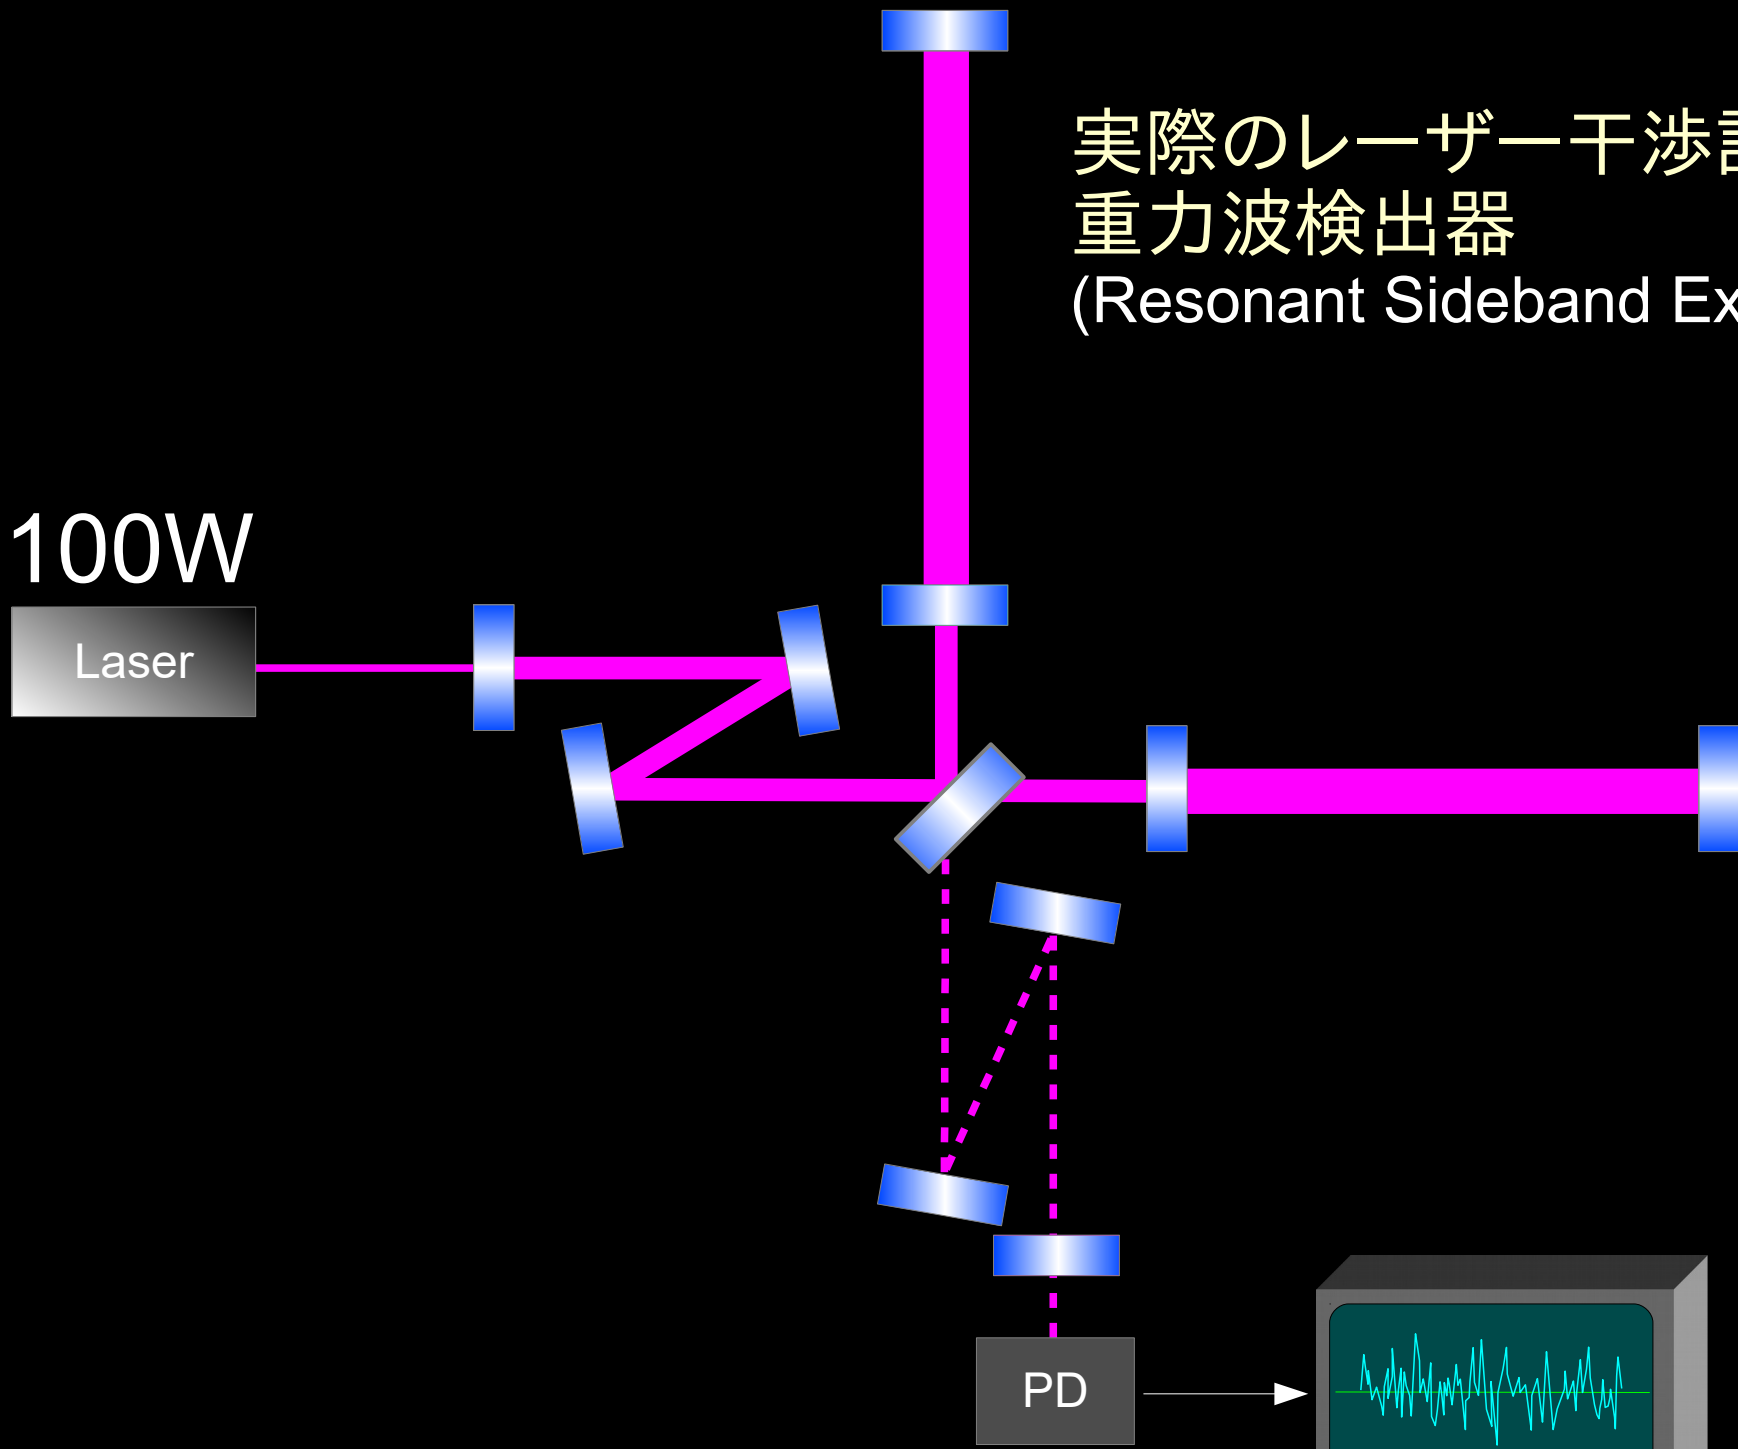 実際のレーザー干渉
重力波検出器
(Resonant Sideband
100W
Laser
PD